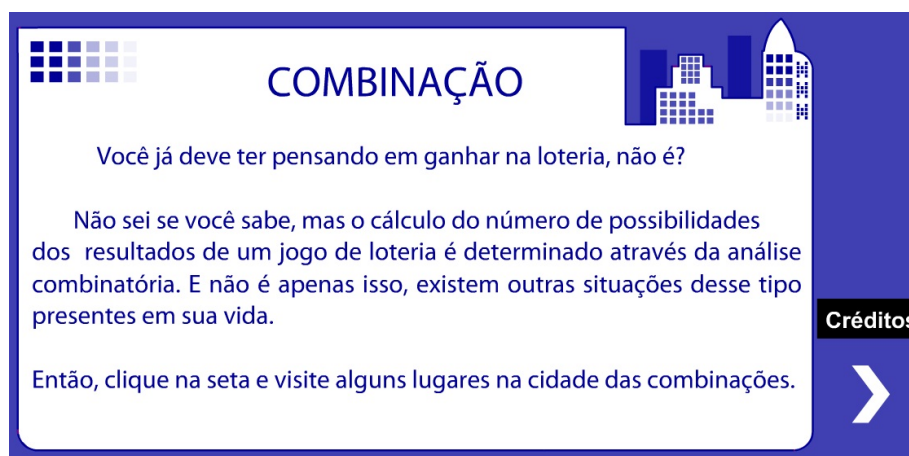 COMBINAÇÃO
Você já deve ter pensando em ganhar na loteria, não é?
Não sei se você sabe, mas o cálculo do número de possibilidades
dos resultados de um jogo de loteria é determinado através da análise
combinatória. E não é apenas isso, existem outras situações desse tipo
presentes em sua vida.
Créditos
Então, clique na seta e visite alguns lugares na cidade das combinações.